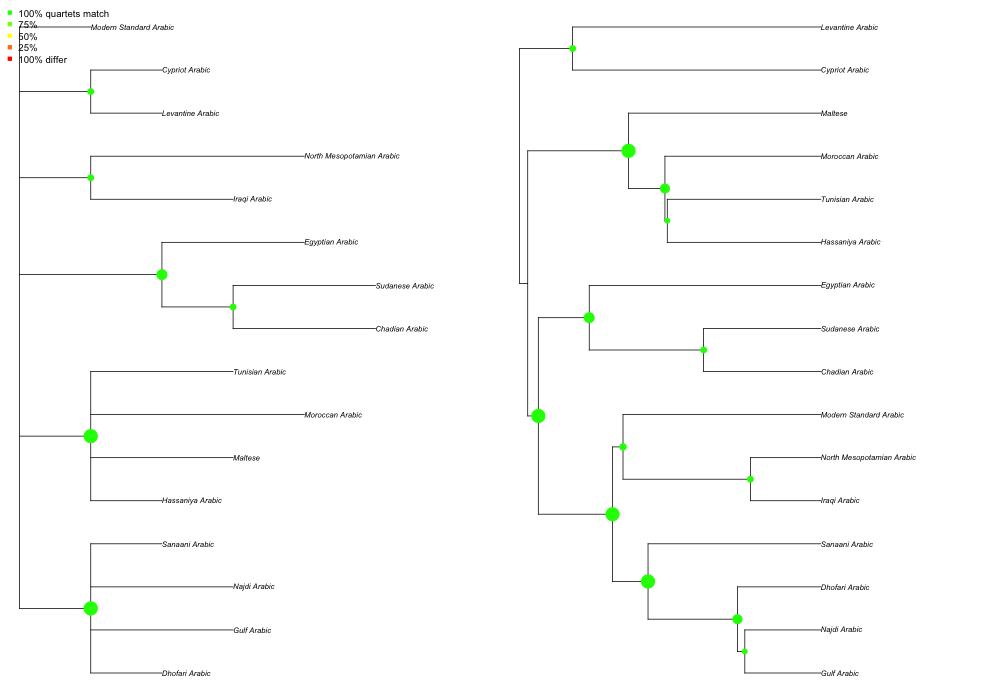 100% quartets match
75%
50%
25%
100% differ
Modern Standard Arabic
Cypriot Arabic
Levantine Arabic
North Mesopotamian Arabic
Iraqi Arabic
Egyptian Arabic
Sudanese Arabic
Chadian Arabic
Tunisian Arabic
Moroccan Arabic
Maltese
Hassaniya Arabic
Sanaani Arabic
Najdi Arabic
Gulf Arabic
Dhofari Arabic
Levantine Arabic
Cypriot Arabic
Maltese
Moroccan Arabic
Tunisian Arabic
Hassaniya Arabic
Egyptian Arabic
Sudanese Arabic
Chadian Arabic
Modern Standard Arabic
North Mesopotamian Arabic
Iraqi Arabic
Sanaani Arabic
Dhofari Arabic
Najdi Arabic
Gulf Arabic